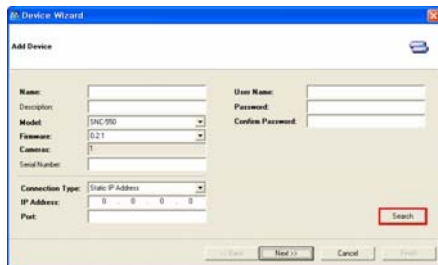 Device Wizard
Add Device
Name:
Description:
Model: SNC-550
Firmware: 0.2.1
Cameras: 1
Serial Number:
Connection Type: Static IP Address
IP Address: 0 . 0 . 0 . 0
Port:
User Name:
Password:
Confirm Password:
Search
<< Back
Next >>
Cancel
Finish